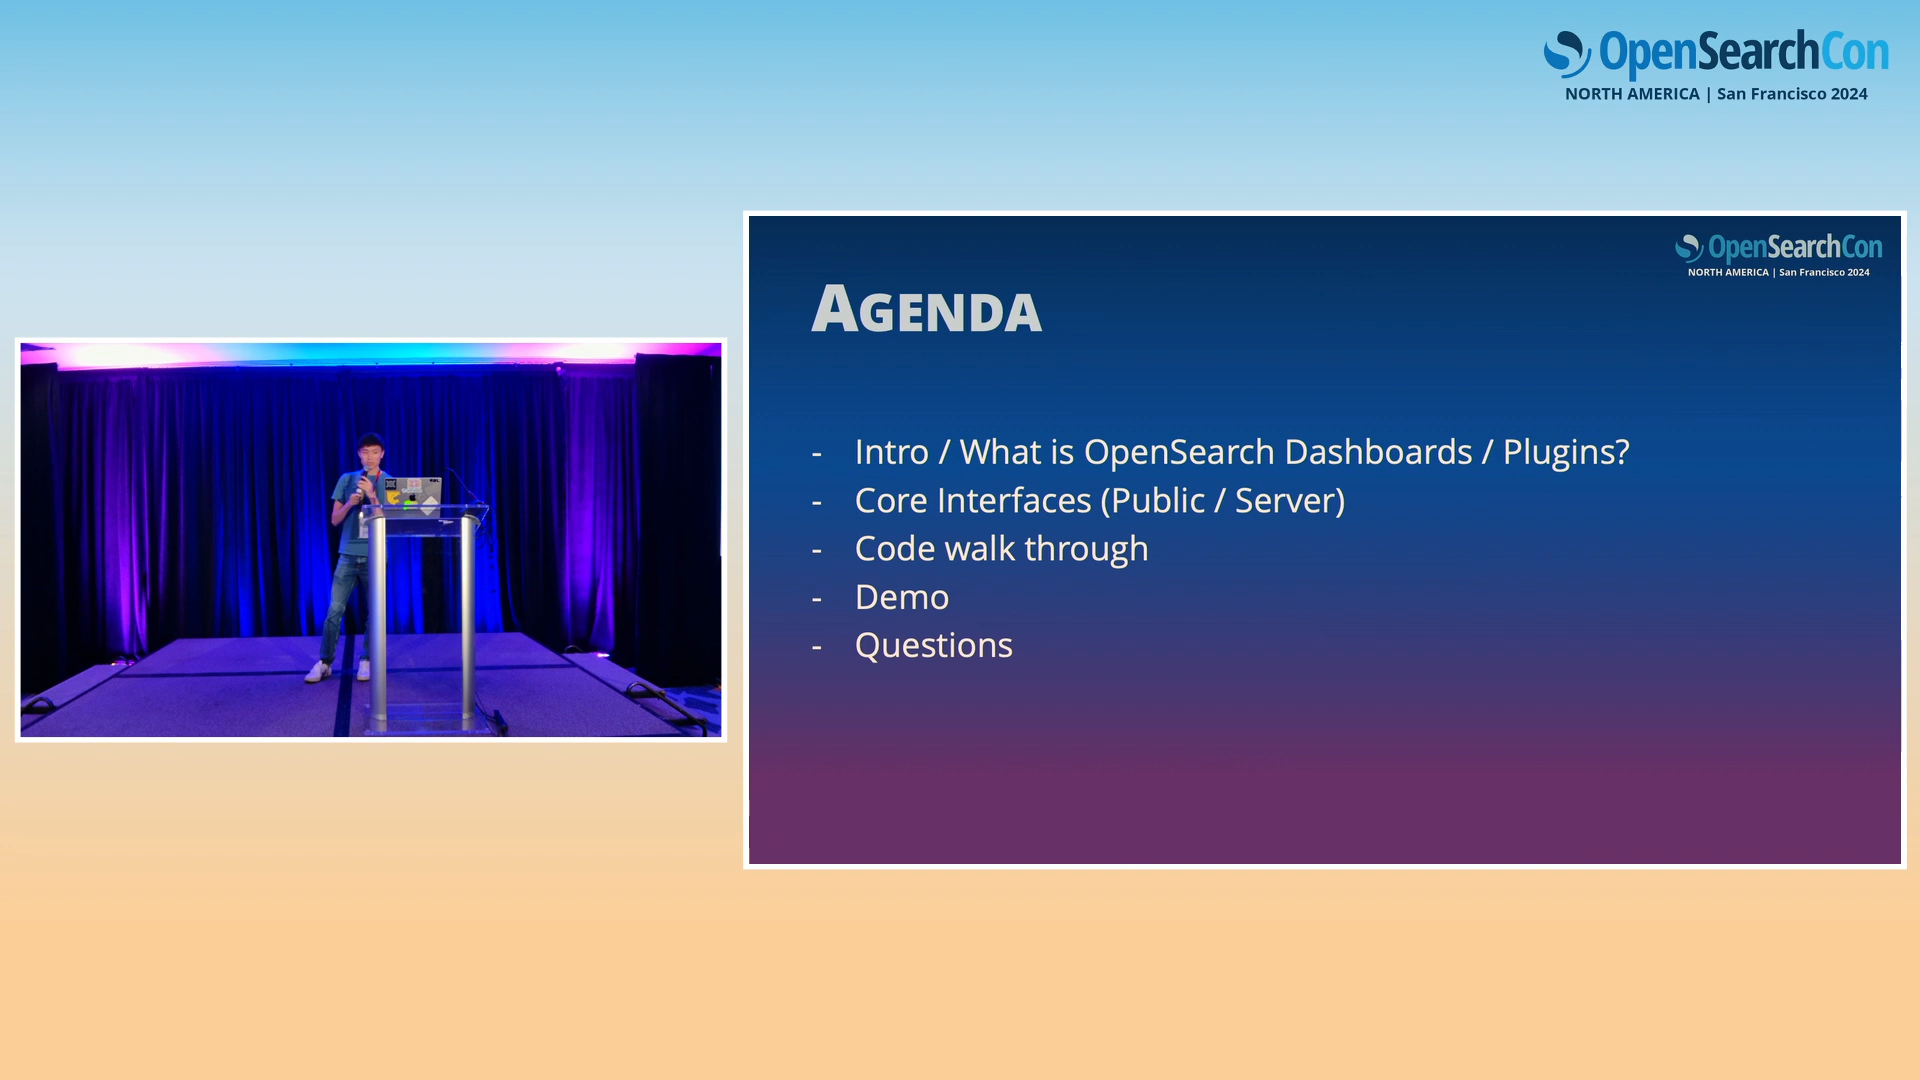 OpenSearchCon
NORTH AMERICA | San Francisco 2024
OpenSearchCon
NORTH AMERICA | San Francisco 2024
AGENDA
- Intro / What is OpenSearch Dashboards / Plugins?
- Core Interfaces (Public / Server)
- Code walk through
- Demo
- Questions